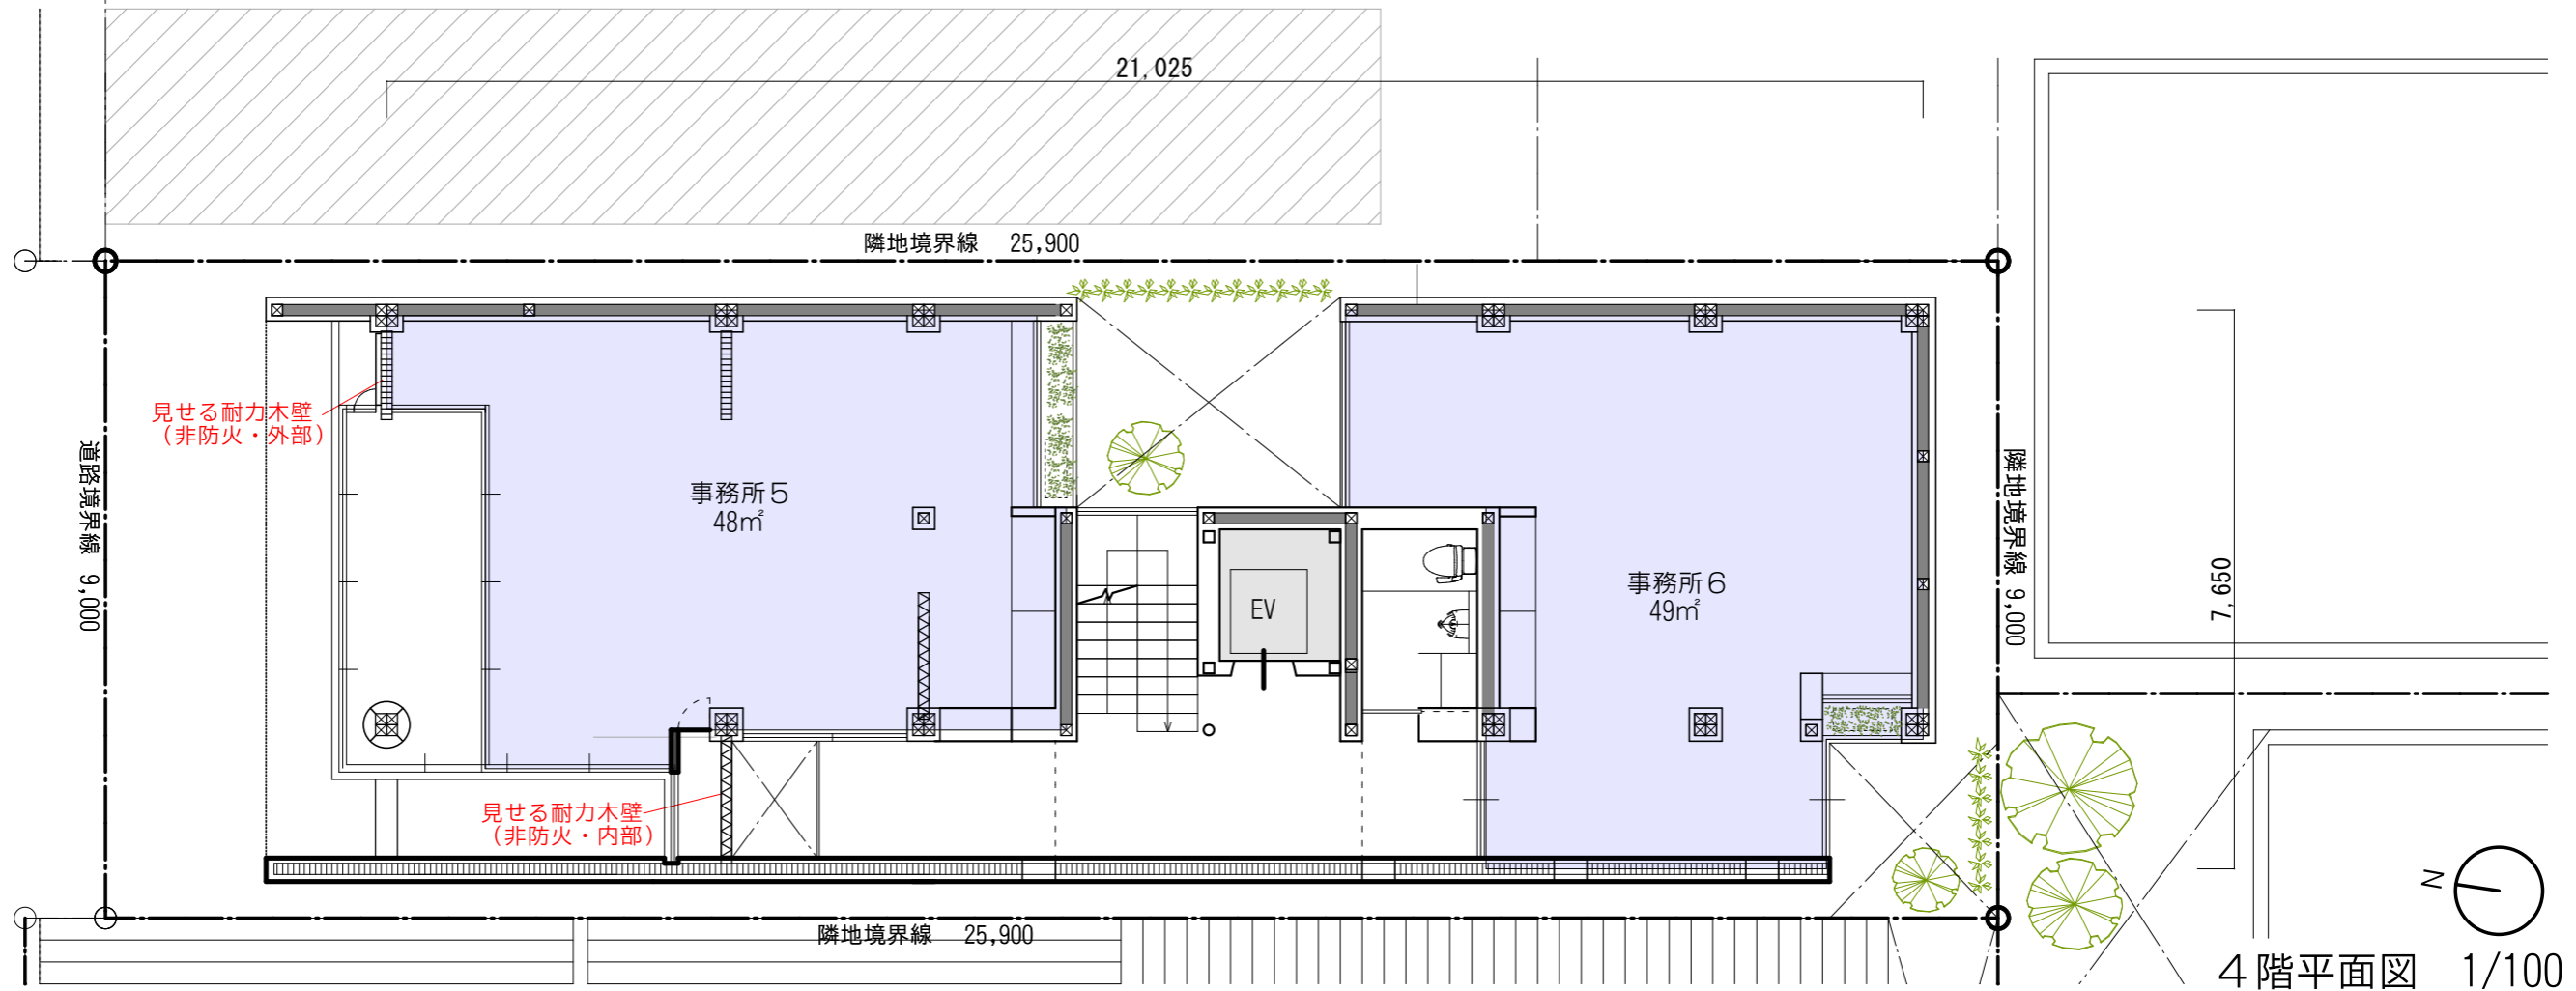 21,025
隣地境界線 25,900
見せる耐力木壁
（非防火・外部）
道路境界線 9,000
事務所５
48㎡
EV
事務所６
49㎡
隣地境界線 9,000
7,650
見せる耐力木壁
（非防火・内部）
隣地境界線 25,900
N
４階平面図 1/100